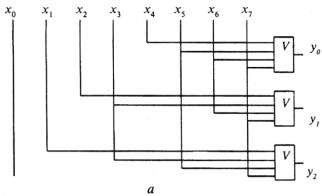 x₀ x₁ x₂ x₃ x₄ x₅ x₆ x₇
V
y₀
V
y₁
V
y₂
a